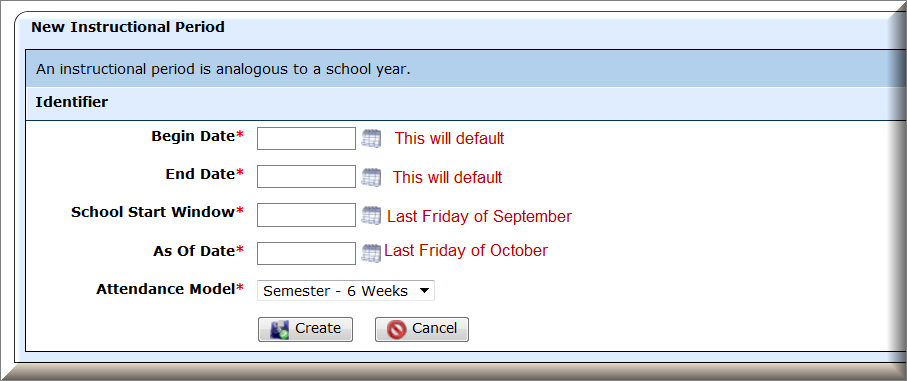 New Instructional Period
An instructional period is analogous to a school year.
Identifier
Begin Date* This will default
End Date* This will default
School Start Window* Last Friday of September
As Of Date* Last Friday of October
Attendance Model* Semester - 6 Weeks
Create Cancel